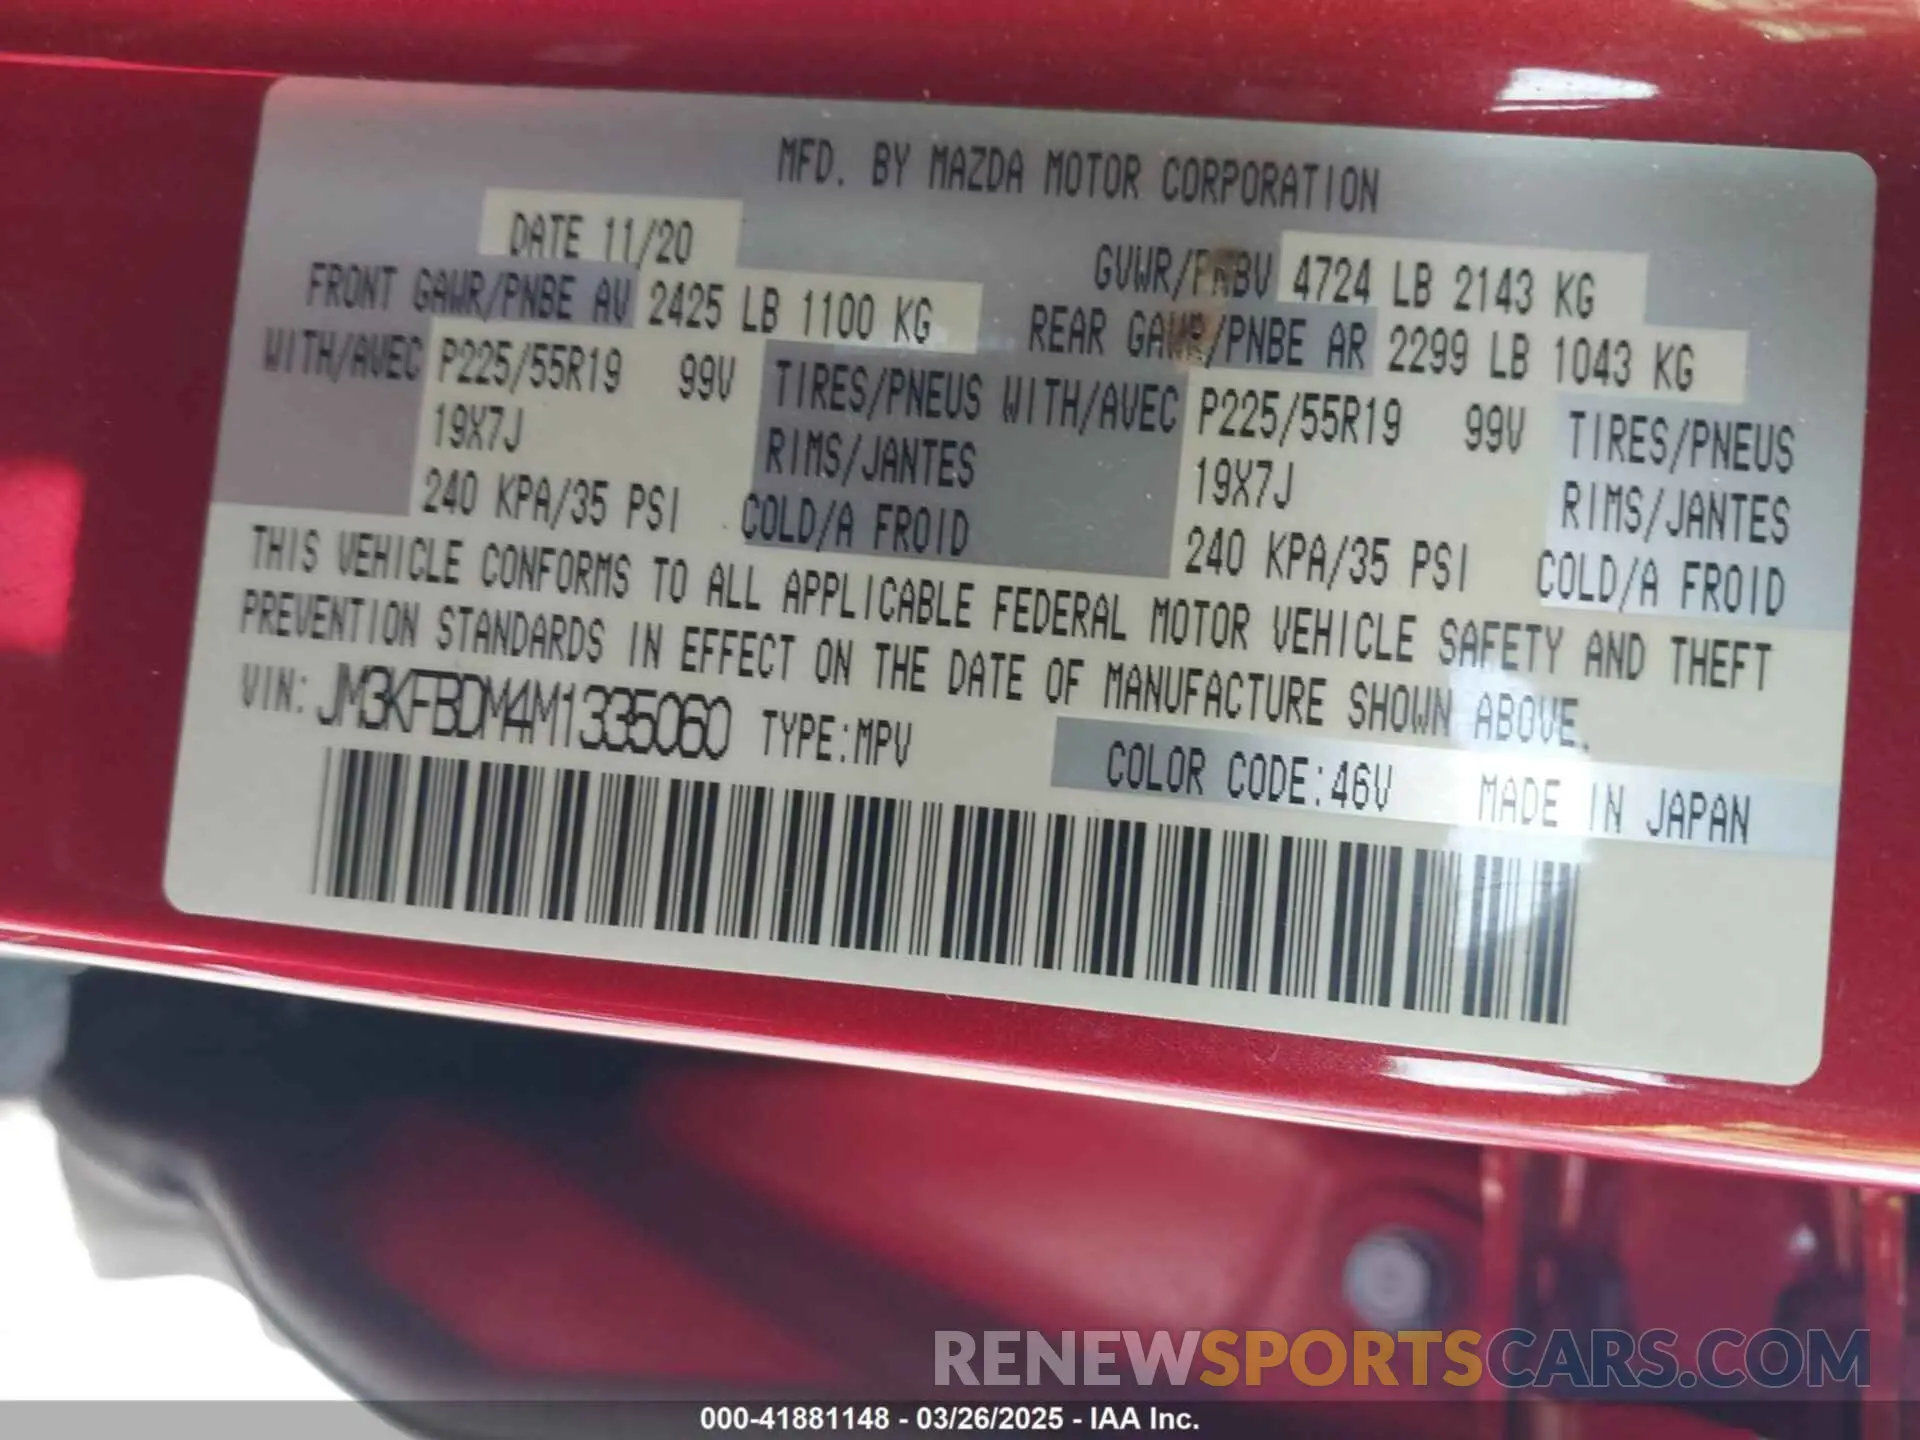 MFD. BY MAZDA MOTOR CORPORATION
DATE 11/20
GVWR/PNBV 4724 LB 2143 KG
FRONT GAWR/PNBE AV 2425 LB 1100 KG
REAR GAWR/PNBE AR 2299 LB 1043 KG
WITH/AVEC P225/55R19 99V TIRES/PNEUS WITH/AVEC P225/55R19 99V TIRES/PNEUS
19X7J RIMS/JANTES 19X7J RIMS/JANTES
240 KPA/35 PSI COLD/A FROID 240 KPA/35 PSI COLD/A FROID
THIS VEHICLE CONFORMS TO ALL APPLICABLE FEDERAL MOTOR VEHICLE SAFETY AND THEFT
PREVENTION STANDARDS IN EFFECT ON THE DATE OF MANUFACTURE SHOWN ABOVE.
VIN: JM3KFBDM4M1335060 TYPE:MPV
COLOR CODE:46V MADE IN JAPAN
RENEWSPORTSCARS.COM
000-41881148 - 03/26/2025 - IAA Inc.